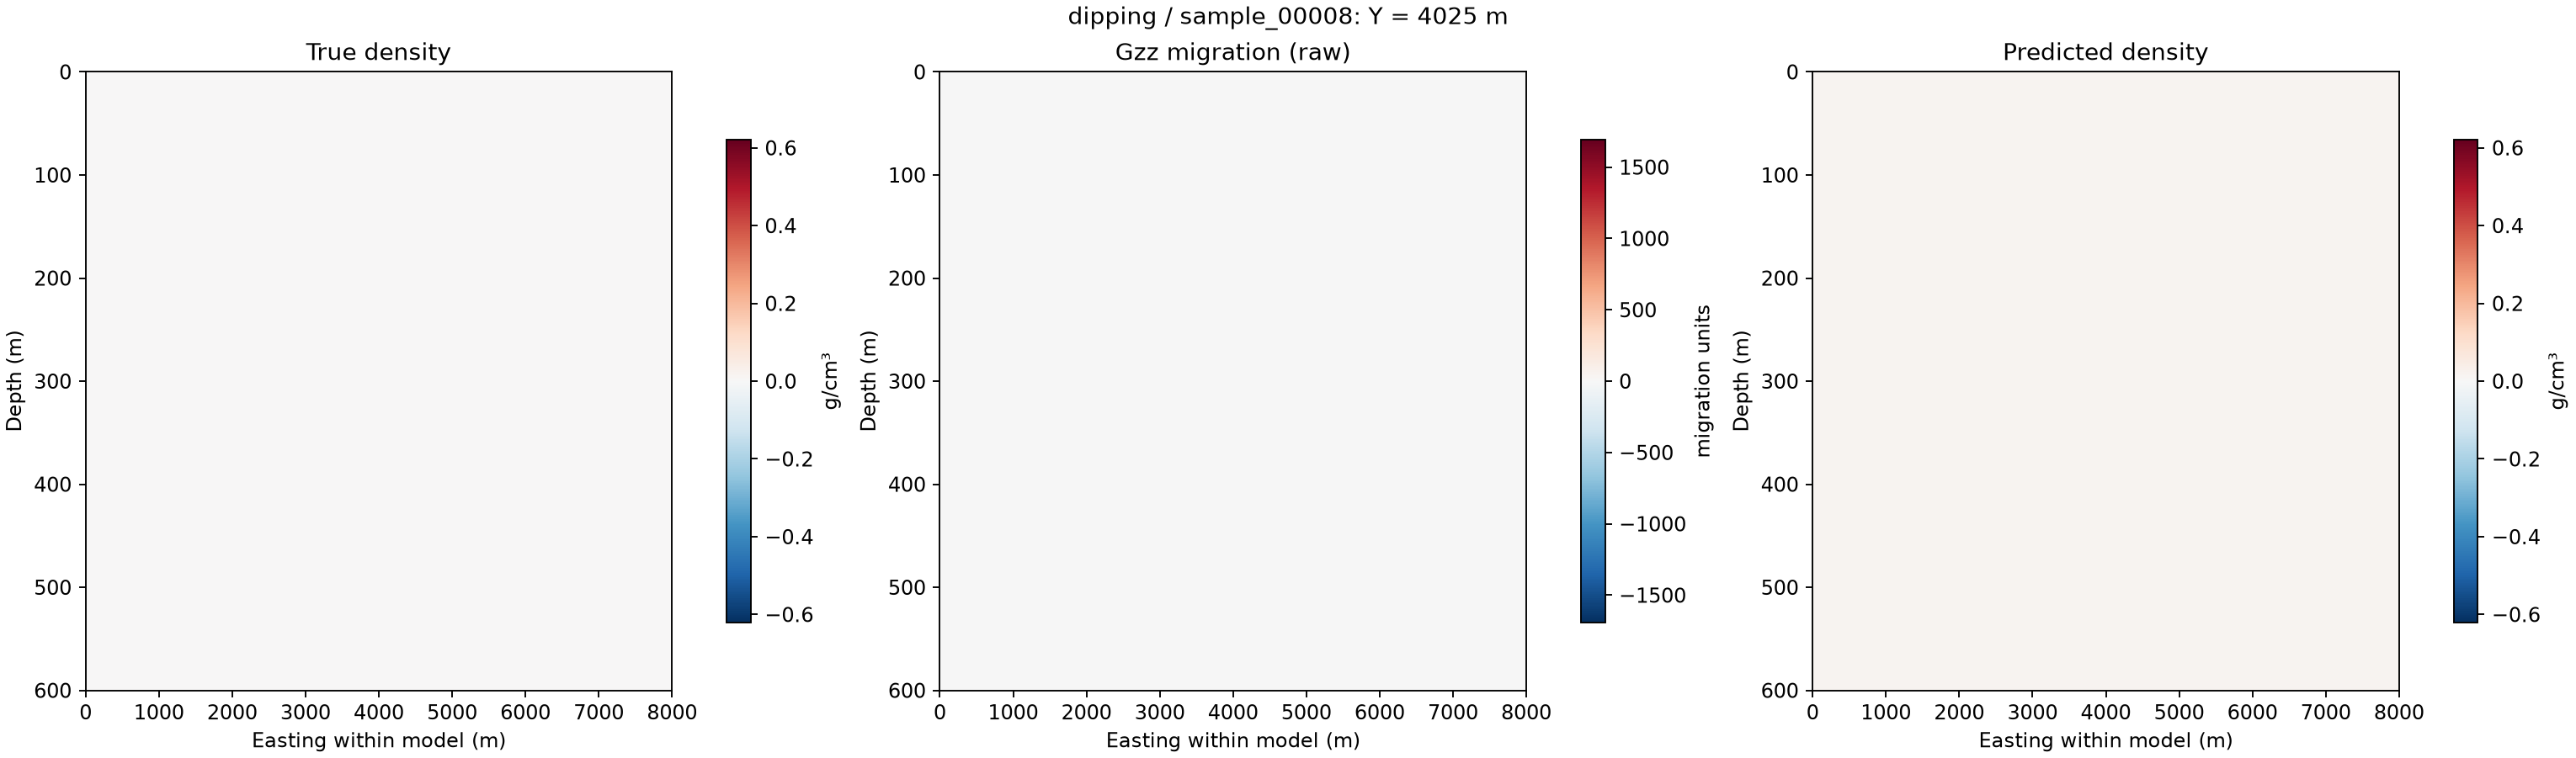 dipping / sample_00008: Y = 4025 m
True density
0
100
200
300
400
500
600
Depth (m)
0 1000 2000 3000 4000 5000 6000 7000 8000
Easting within model (m)
0.6
0.4
0.2
0.0
−0.2
−0.4
−0.6
g/cm³
Gzz migration (raw)
0
100
200
300
400
500
600
Depth (m)
0 1000 2000 3000 4000 5000 6000 7000 8000
Easting within model (m)
1500
1000
500
0
−500
−1000
−1500
migration units
Predicted density
0
100
200
300
400
500
600
Depth (m)
0 1000 2000 3000 4000 5000 6000 7000 8000
Easting within model (m)
0.6
0.4
0.2
0.0
−0.2
−0.4
−0.6
g/cm³